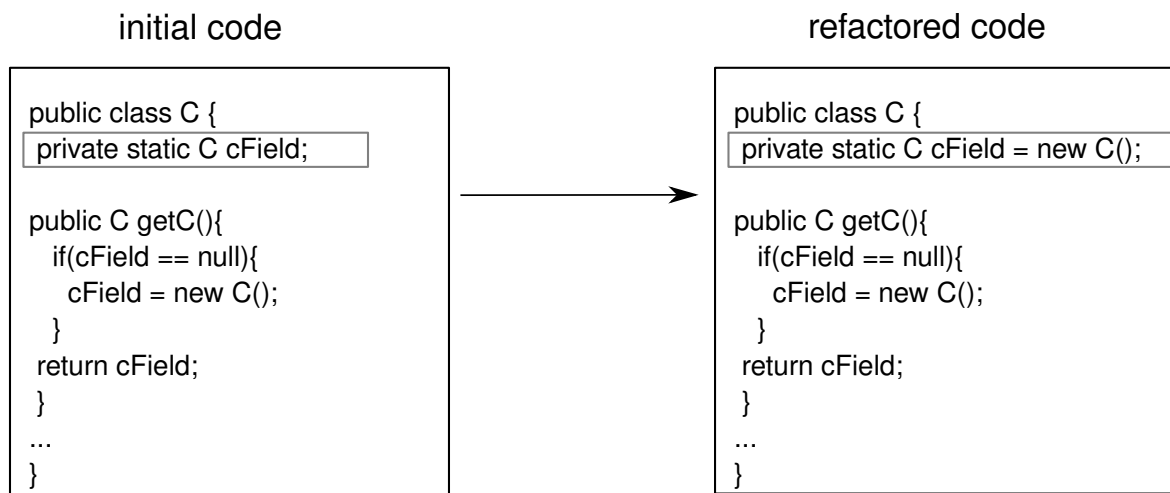 initial code
public class C {
private static C cField;
public C getC(){
if(cField == null){
cField = new C();
}
return cField;
}
...
}
refactored code
public class C {
private static C cField = new C();
public C getC(){
if(cField == null){
cField = new C();
}
return cField;
}
...
}